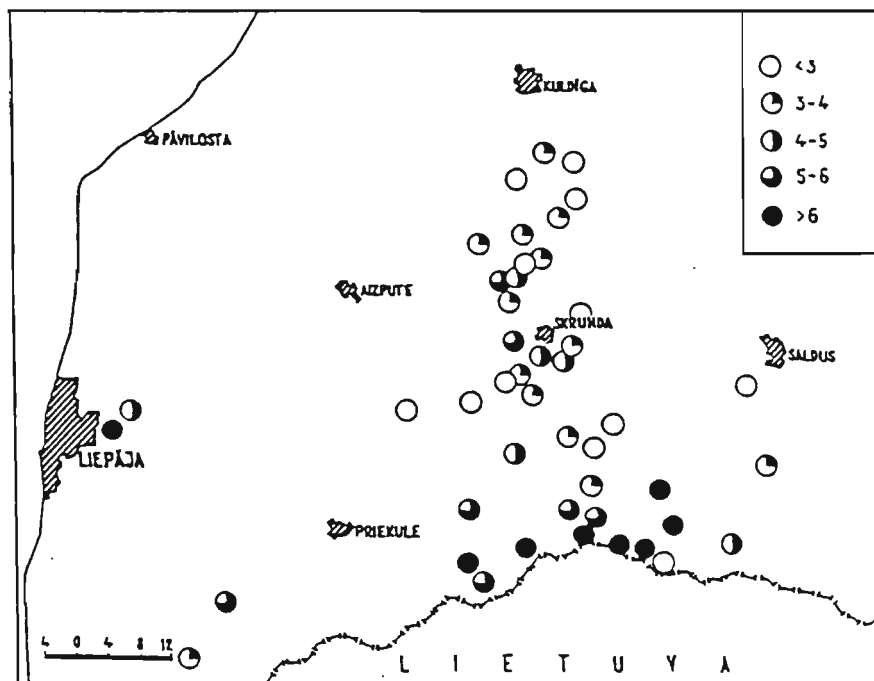 <3
3-4
4-5
5-6
>6
KULDĪGA
PĀVILOSTA
AIZPUTE
SKRUNDA
SALDUS
LIEPĀJA
PRIEKULE
4 0 4 8 12
LIETUVA